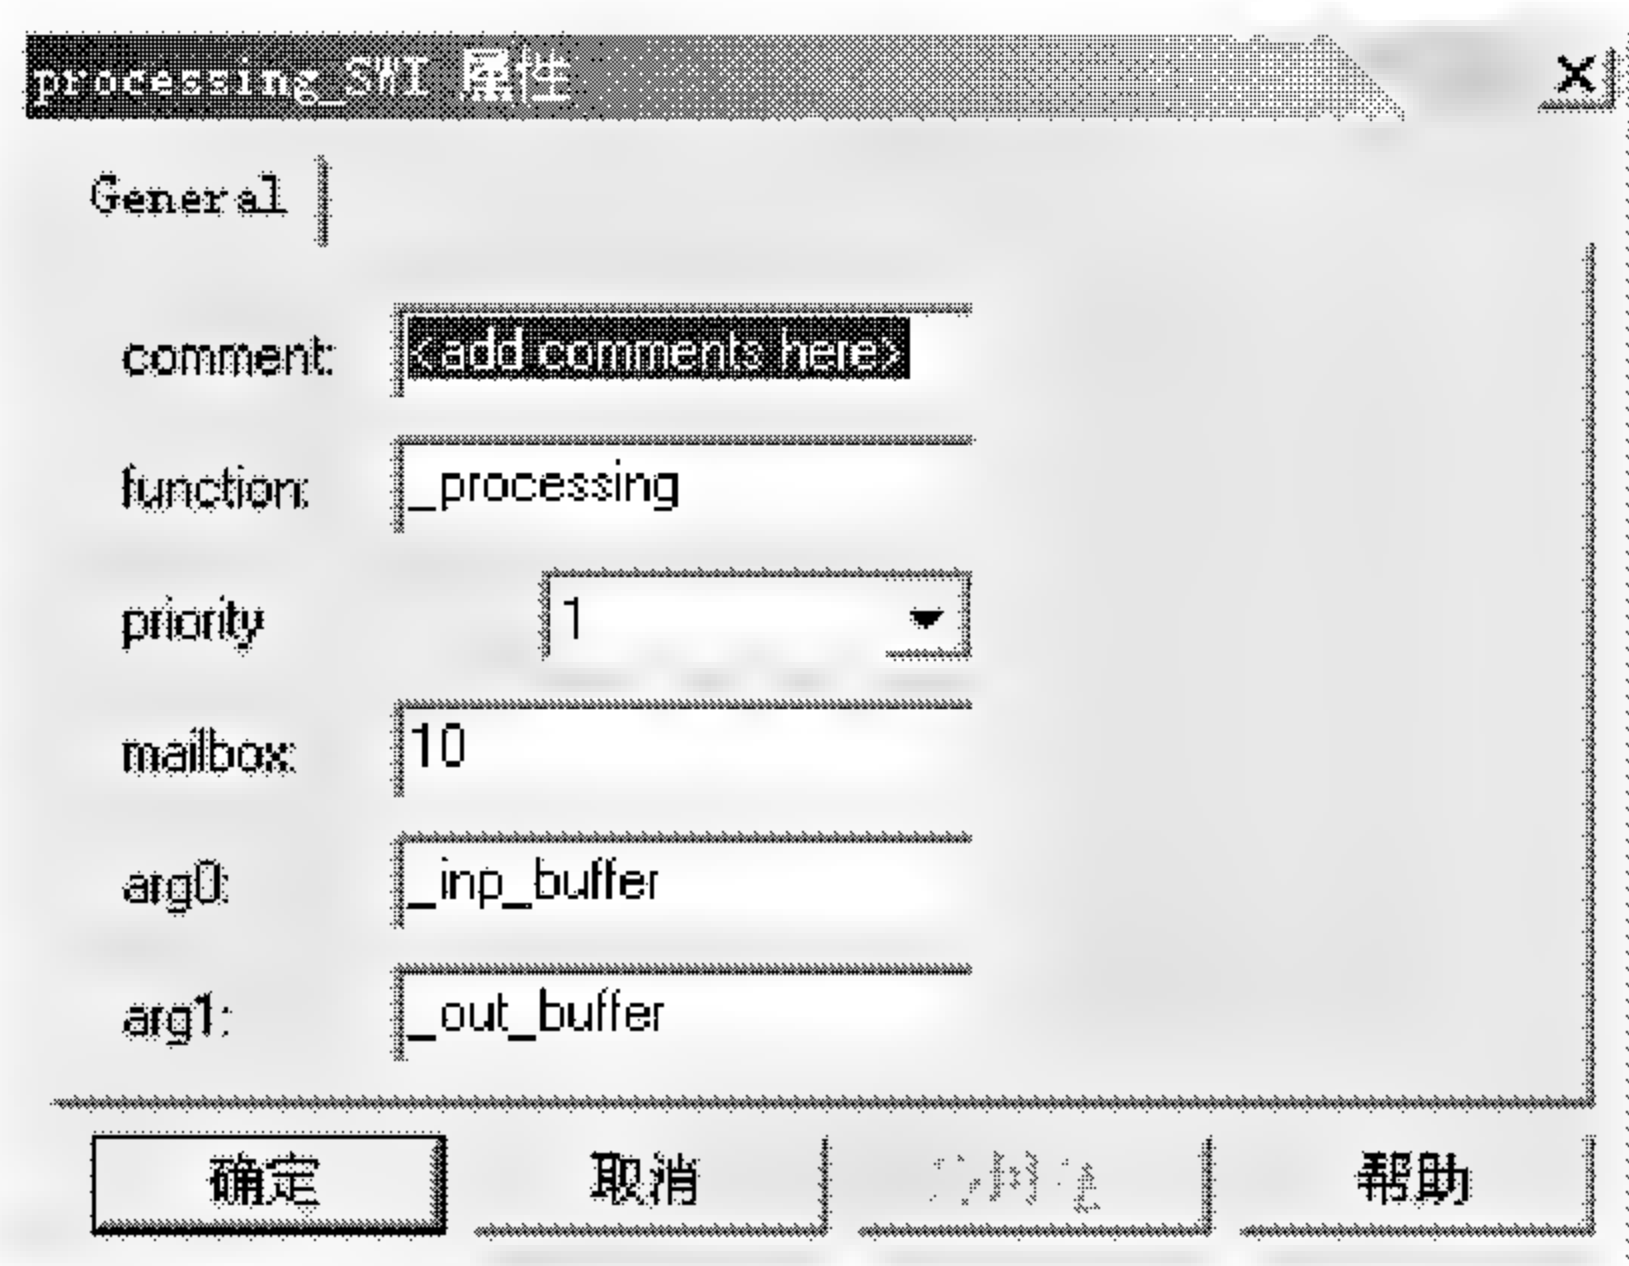 processing_SWI 属性
General
comment: <add comments here>
function: _processing
priority 1
mailbox: 10
arg0: _inp_buffer
arg1: _out_buffer
确定 取消 帮助